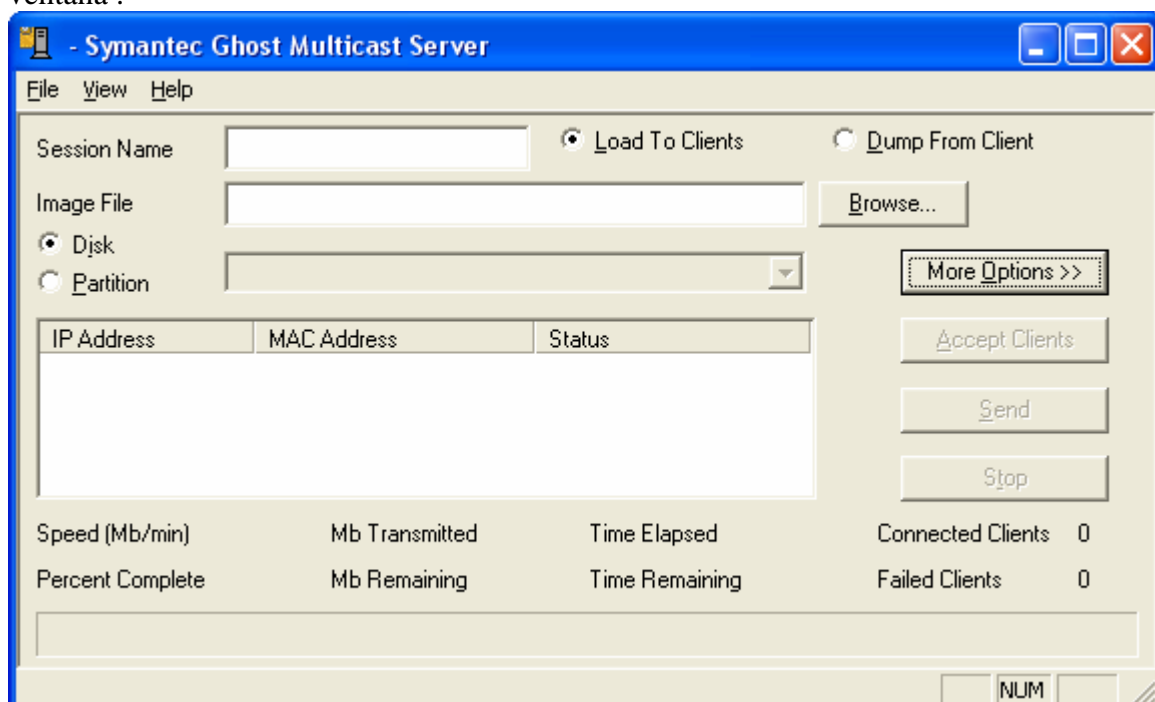 ventana :
- Symantec Ghost Multicast Server
File View Help
Session Name
Load To Clients
Dump From Client
Image File
Browse...
Disk
Partition
More Options >>
IP Address MAC Address Status
Accept Clients
Send
Stop
Speed (Mb/min) Mb Transmitted Time Elapsed Connected Clients 0
Percent Complete Mb Remaining Time Remaining Failed Clients 0
NUM